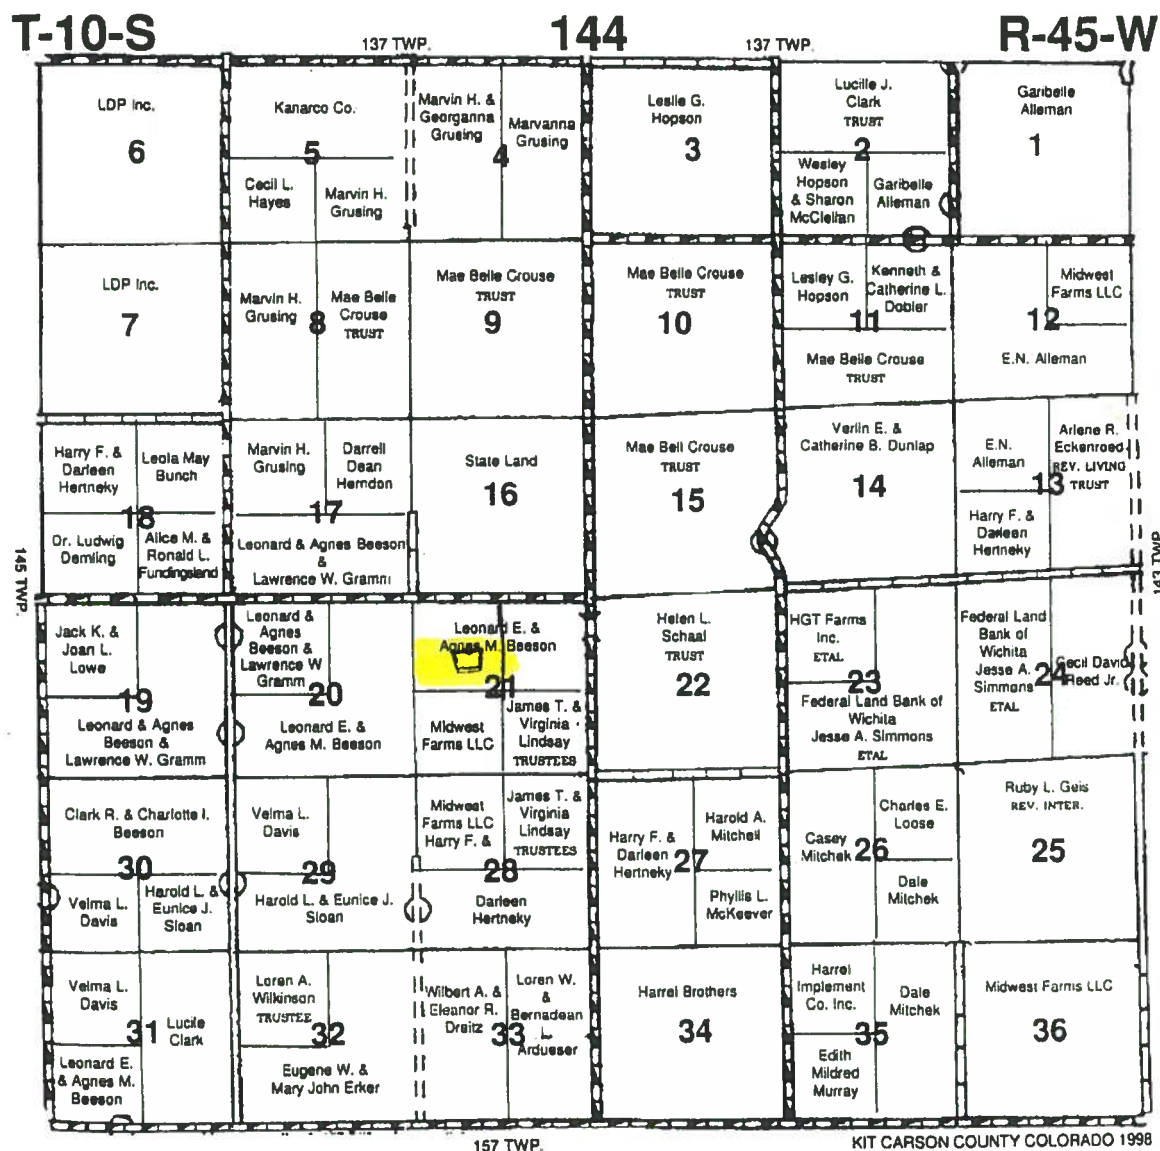 T-10-S
144
R-45-W
137 TWP.
137 TWP.
LDP Inc.
6
Kanarco Co.
5
Cecil L.
Hayes
Marvin H.
Grusing
Marvin H. &
Georganna
Grusing
Marvanna
Grusing
4
Leslie G.
Hopson
3
Lucille J.
Clark
TRUST
2
Wesley
Hopson
& Sharon
McClellan
Garibelle
Alleman
Garibelle
Alleman
1
LDP Inc.
7
Marvin H.
Grusing
Mae Belle
Crouse
TRUST
8
Mae Belle Crouse
TRUST
9
Mae Belle Crouse
TRUST
10
Lesley G.
Hopson
Kenneth &
Catherine L.
Dobler
11
Mae Belle Crouse
TRUST
Midwest
Farms LLC
12
E.N. Alleman
Harry F. &
Darleen
Hertneky
Leola May
Bunch
18
Dr. Ludwig
Demling
Alice M. &
Ronald L.
Fundingsland
Marvin H.
Grusing
Darrell
Dean
Herndon
17
Leonard & Agnes Beeson
&
Lawrence W. Gramm
State Land
16
Mae Bell Crouse
TRUST
15
Verlin E. &
Catherine B. Dunlap
14
E.N.
Alleman
Arlene R.
Eckenroed
REV. LIVING
TRUST
13
Harry F. &
Darleen
Hertneky
145 TWP.
Jack K. &
Joan L.
Lowe
19
Leonard & Agnes
Beeson &
Lawrence W. Gramm
Leonard &
Agnes
Beeson &
Lawrence W
Gramm
20
Leonard E. &
Agnes M. Beeson
Leonard E. &
Agnes M. Beeson
21
Midwest
Farms LLC
James T. &
Virginia
Lindsay
TRUSTEES
Helen L.
Schaal
TRUST
22
HGT Farms
Inc.
ETAL
23
Federal Land Bank of
Wichita
Jesse A. Simmons
ETAL
Federal Land
Bank of
Wichita
Jesse A.
Simmons
ETAL
24
Cecil David
Reed Jr.
Clark R. & Charlotte I.
Beeson
30
Velma L.
Davis
Harold L. &
Eunice J.
Sloan
Velma L.
Davis
29
Harold L. & Eunice J.
Sloan
Midwest
Farms LLC
Harry F. &
James T. &
Virginia
Lindsay
TRUSTEES
28
Darleen
Hertneky
Harry F. &
Darleen
Hertneky
27
Harold A.
Mitchell
Phyllis L.
McKeever
Casey
Mitchek
26
Charles E.
Loose
Dale
Mitchek
Ruby L. Geis
REV. INTER.
25
Velma L.
Davis
31
Lucile
Clark
Leonard E.
& Agnes M.
Beeson
Loren A.
Wilkinson
TRUSTEE
32
Eugene W. &
Mary John Erker
Wilbert A. &
Eleanor R.
Dreitz
33
Loren W.
&
Bernadean
L.
Arduser
Harrel Brothers
34
Harrel
Implement
Co. Inc.
35
Dale
Mitchek
Edith
Mildred
Murray
Midwest Farms LLC
36
157 TWP.
KIT CARSON COUNTY COLORADO 1998